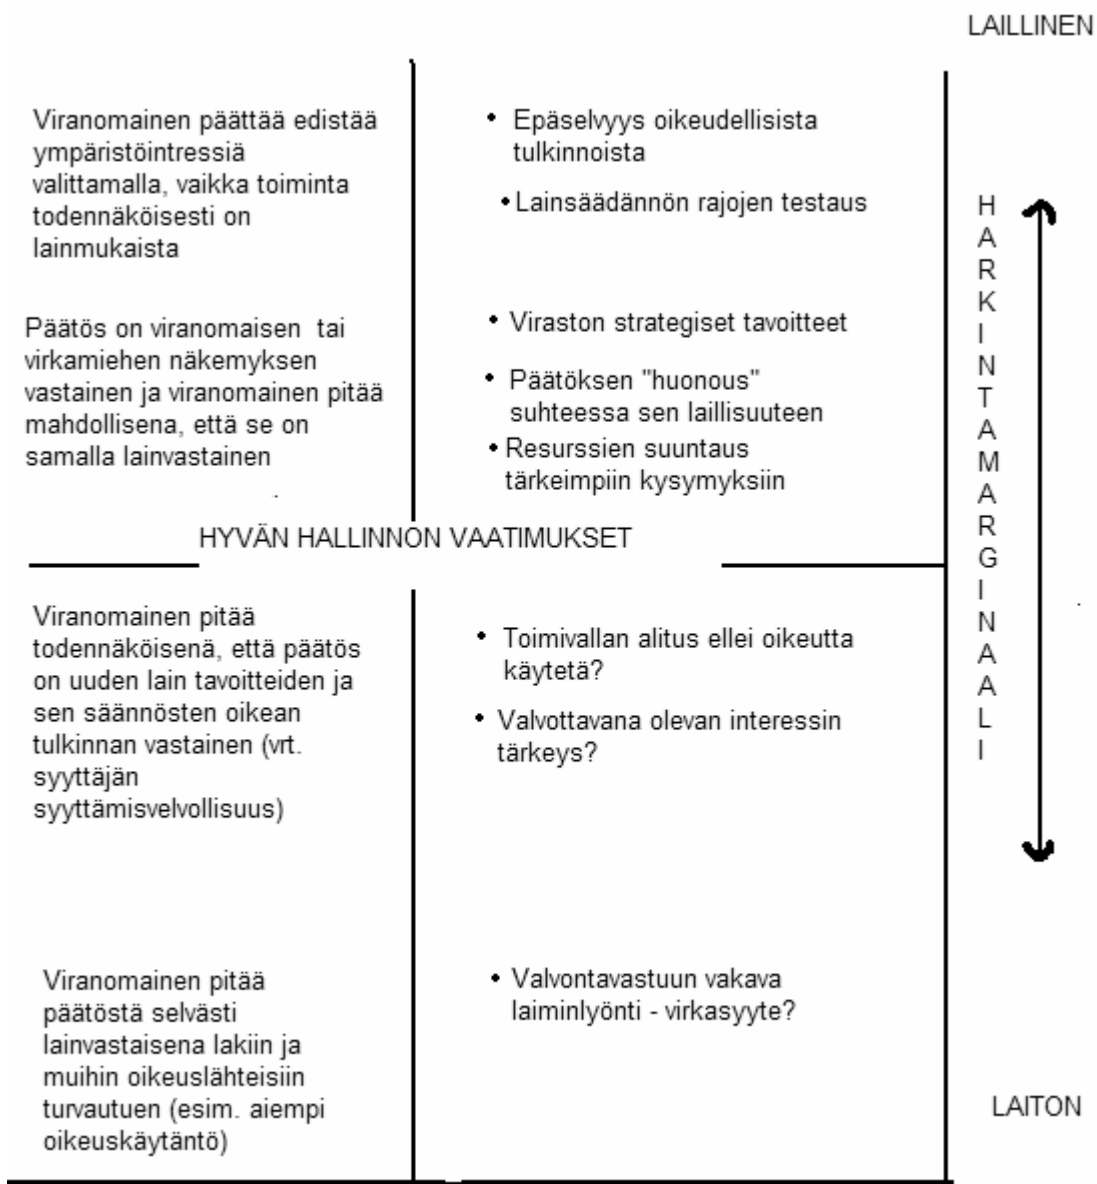 LAILLINEN
Viranomainen päättää edistää
ympäristöintressiä
valittamalla, vaikka toiminta
todennäköisesti on
lainmukaista
• Epäselvyys oikeudellisista
tulkinnoista
• Lainsäädännön rajojen testaus
Päätös on viranomaisen tai
virkamiehen näkemyksen
vastainen ja viranomainen pitää
mahdollisena, että se on
samalla lainvastainen
• Viraston strategiset tavoitteet
• Päätöksen "huonous"
suhteessa sen laillisuuteen
• Resurssien suuntaus
tärkeimpiin kysymyksiin
HYVÄN HALLINNON VAATIMUKSET
Viranomainen pitää
todennäköisenä, että päätös
on uuden lain tavoitteiden ja
sen säännösten oikean
tulkinnan vastainen (vrt.
syyttäjän
syyttämisvelvollisuus)
• Toimivallan alitus ellei oikeutta
käytetä?
• Valvottavana olevan interessin
tärkeys?
Viranomainen pitää
päätöstä selvästi
lainvastaisena lakiin ja
muihin oikeuslähteisiin
turvautuen (esim. aiempi
oikeuskäytäntö)
• Valvontavastuun vakava
laiminlyönti - virkasyyte?
HARKINTAMARGINAALI
LAITON